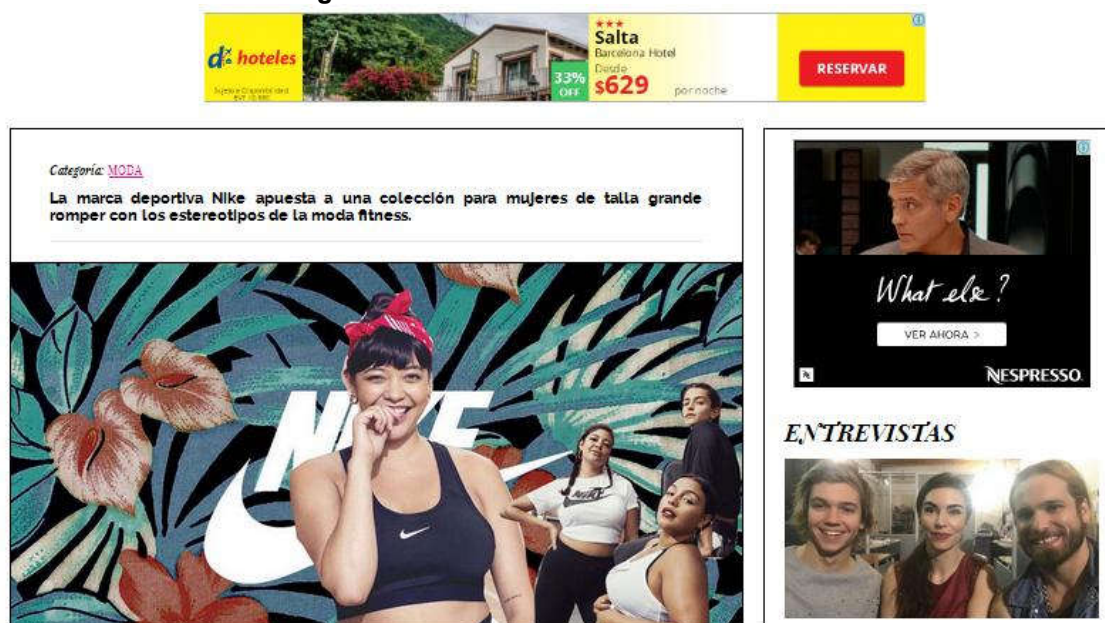 d hoteles
33%
OFF
Salta
Barcelona Hotel
Desde
$629 por noche
RESERVAR
Categoría: MODA
La marca deportiva Nike apuesta a una colección para mujeres de talla grande
romper con los estereotipos de la moda fitness.
NIKE
NIKE
What else?
VER AHORA >
NESPRESSO
ENTREVISTAS